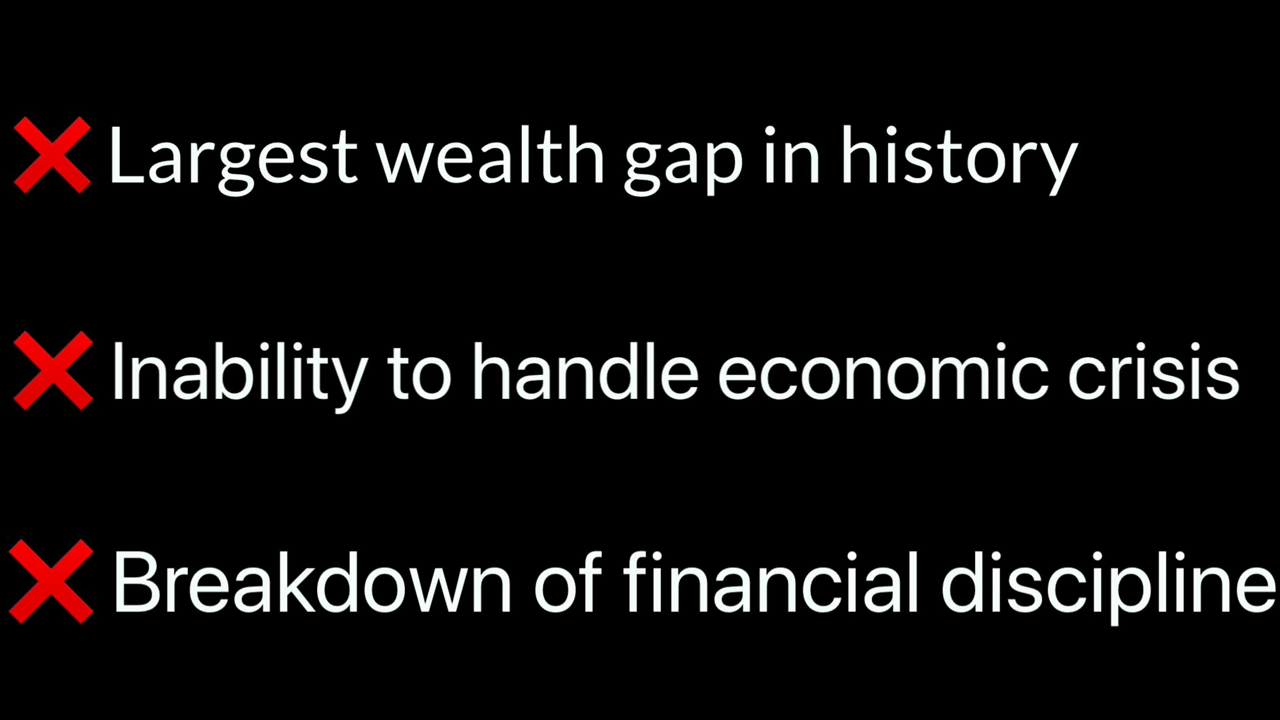 ❌ Largest wealth gap in history
❌ Inability to handle economic crisis
❌ Breakdown of financial discipline